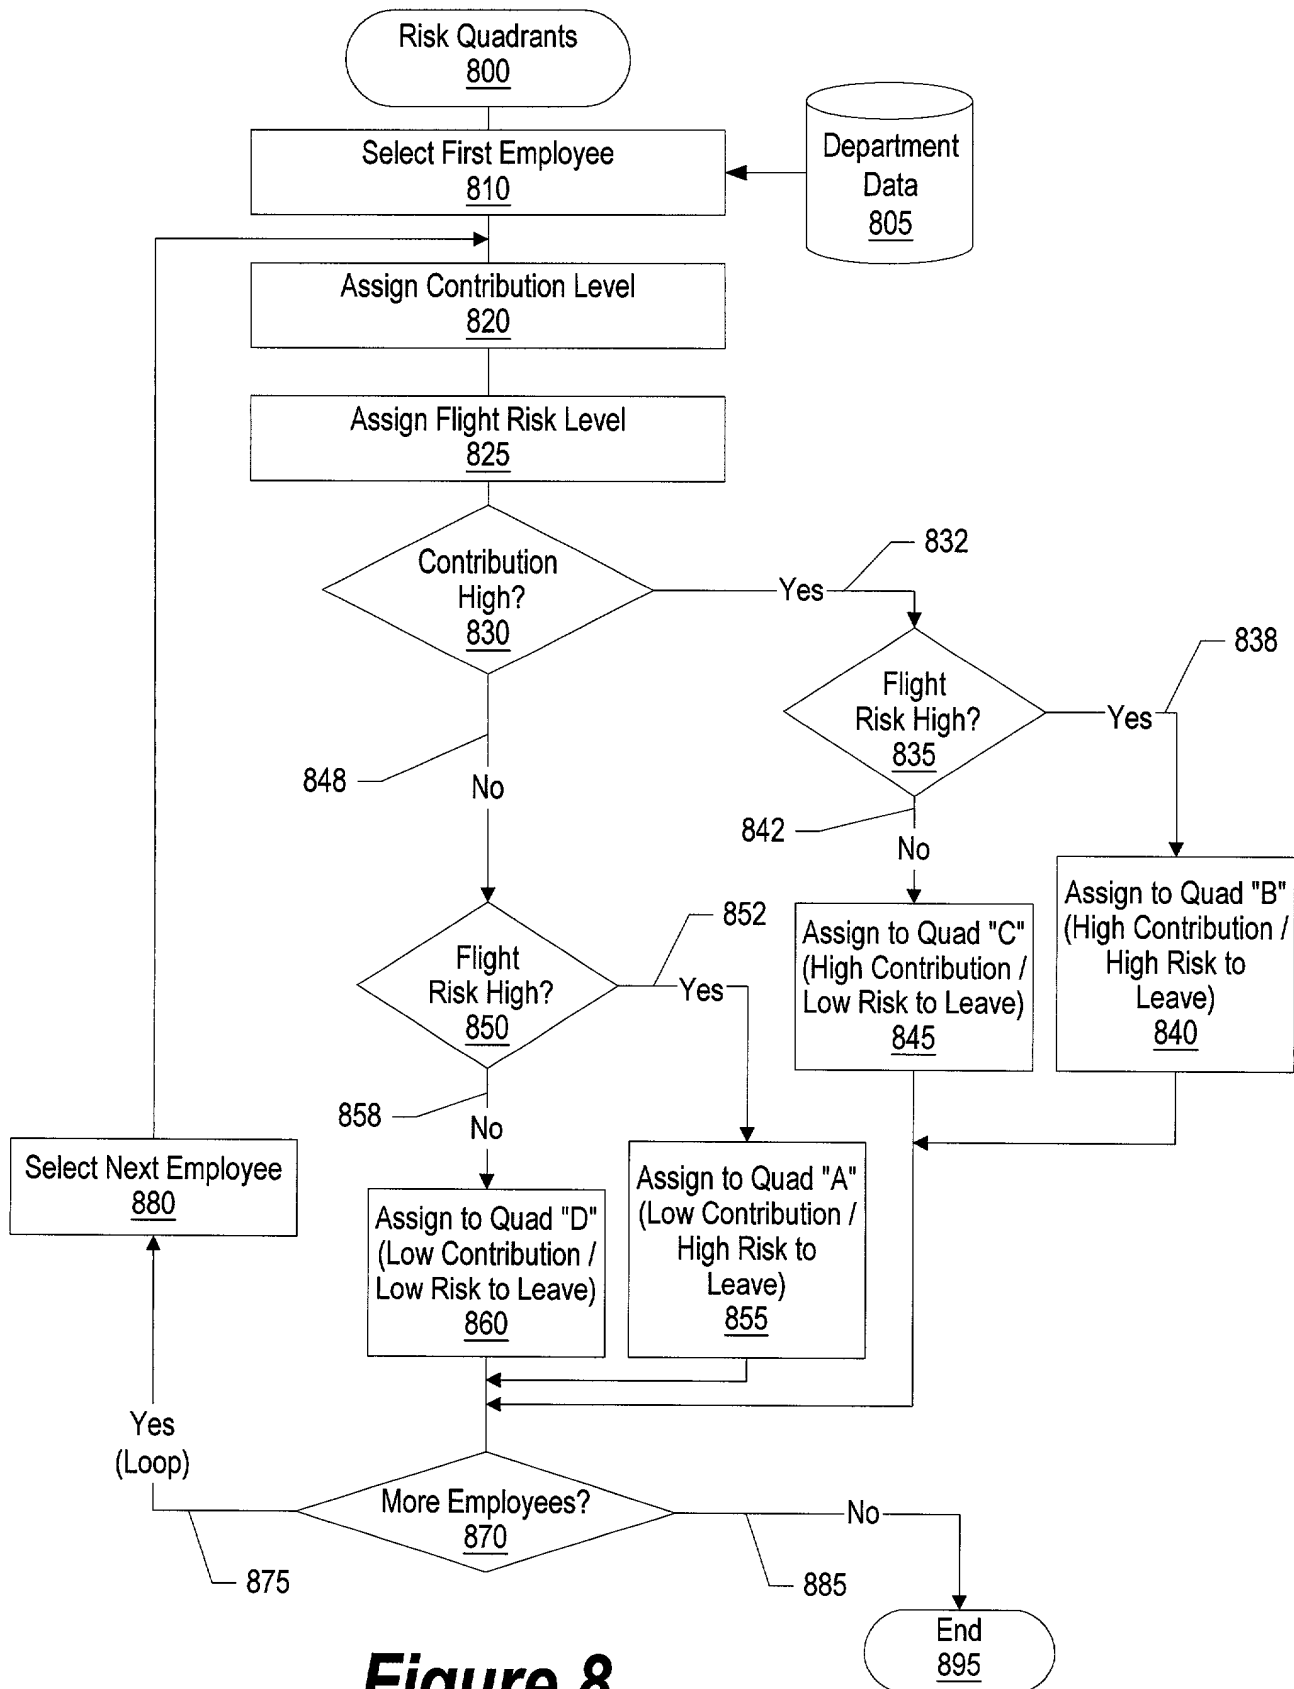 Risk Quadrants
800
Department
Data
805
Select First Employee
810
Assign Contribution Level
820
Assign Flight Risk Level
825
Contribution
High?
830
Yes
832
Flight
Risk High?
835
Yes
838
848
No
842
No
Assign to Quad "B"
(High Contribution /
High Risk to
Leave)
840
Assign to Quad "C"
(High Contribution /
Low Risk to Leave)
845
Flight
Risk High?
850
852
Yes
858
No
Select Next Employee
880
Assign to Quad "A"
(Low Contribution /
High Risk to
Leave)
855
Assign to Quad "D"
(Low Contribution /
Low Risk to Leave)
860
Yes
(Loop)
More Employees?
870
No
875
885
End
895
Figure 8